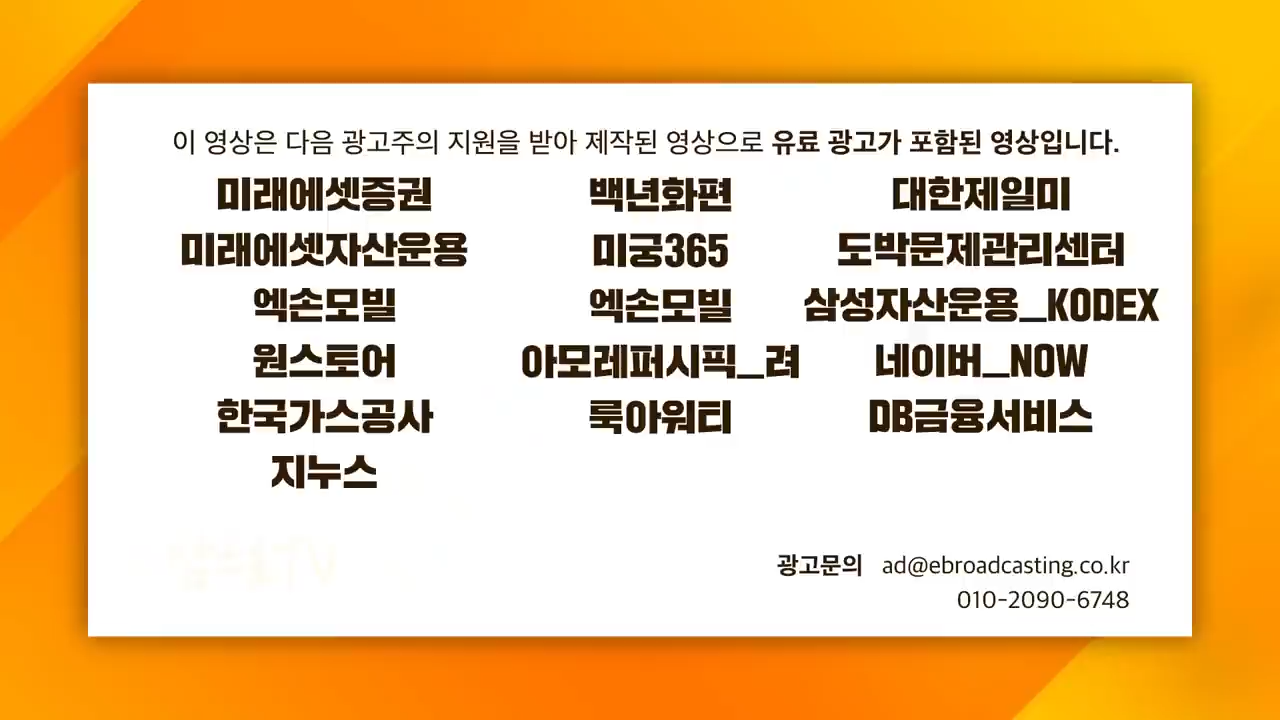 이 영상은 다음 광고주의 지원을 받아 제작된 영상으로 유료 광고가 포함된 영상입니다.
미래에셋증권 백년화편 대한제일미
미래에셋자산운용 미궁365 도박문제관리센터
엑손모빌 엑손모빌 삼성자산운용_KODEX
원스토어 아모레퍼시픽_려 네이버_NOW
한국가스공사 룩아워티 DB금융서비스
지누스
광고문의 ad@ebroadcasting.co.kr
010-2090-6748